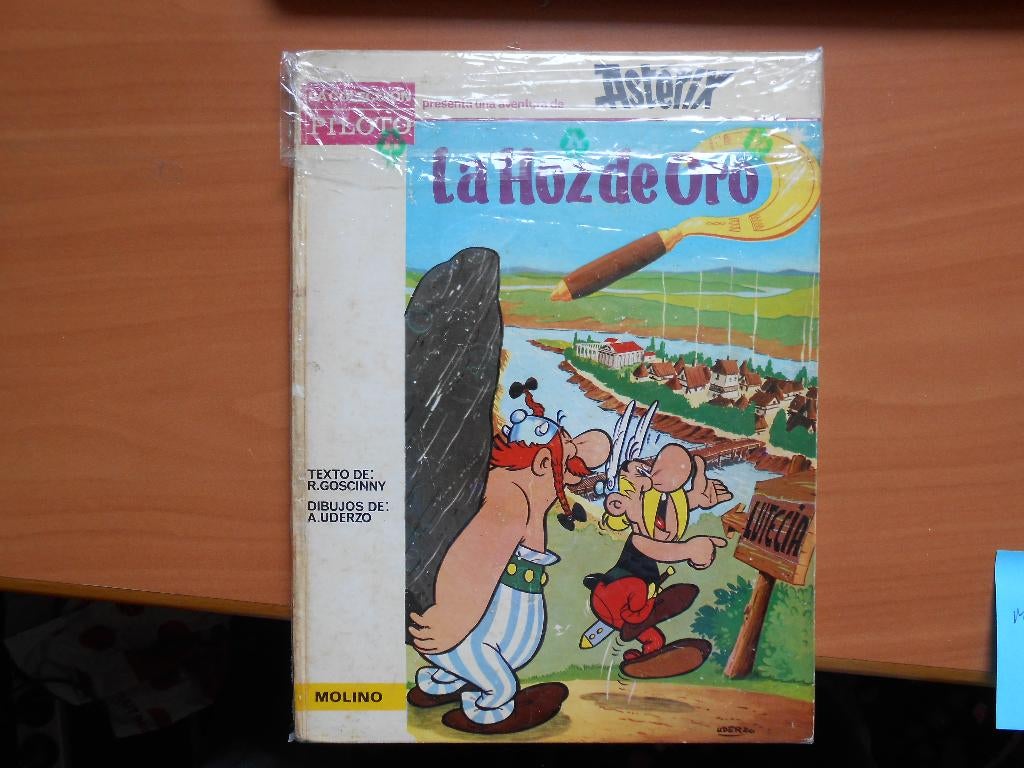 COLECCION
PILOTO
presenta una aventura de
Asterix
La Hoz de Oro
TEXTO DE:
R.GOSCINNY
DIBUJOS DE:
A.UDERZO
LUTECIA
MOLINO
UDERZO